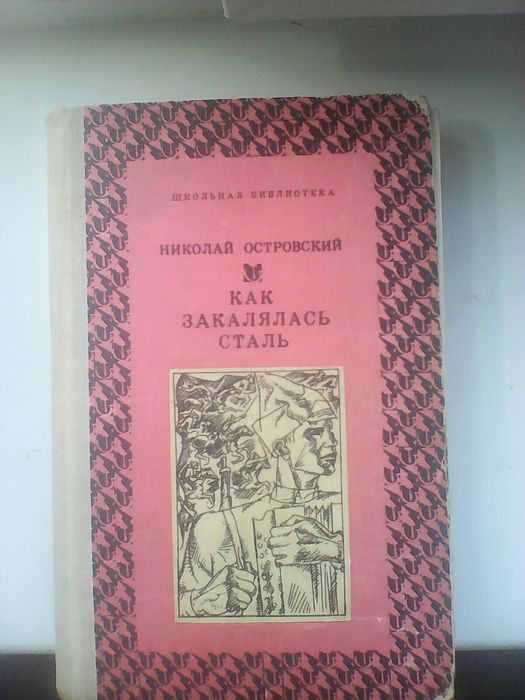 ШКОЛЬНАЯ БИБЛИОТЕКА
НИКОЛАЙ ОСТРОВСКИЙ
КАК
ЗАКАЛЯЛАСЬ
СТАЛЬ